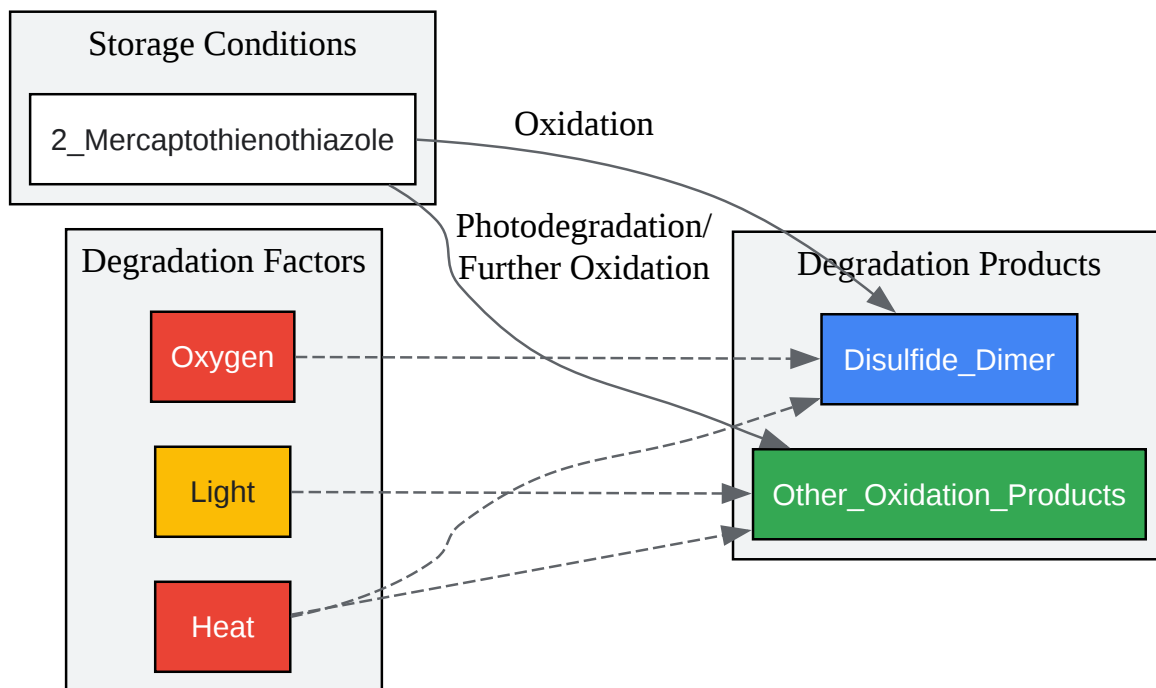 Storage Conditions
2_Mercaptothienothiazole
Oxidation
Photodegradation/
Further Oxidation
Degradation Factors
Oxygen
Light
Heat
Degradation Products
Disulfide_Dimer
Other_Oxidation_Products